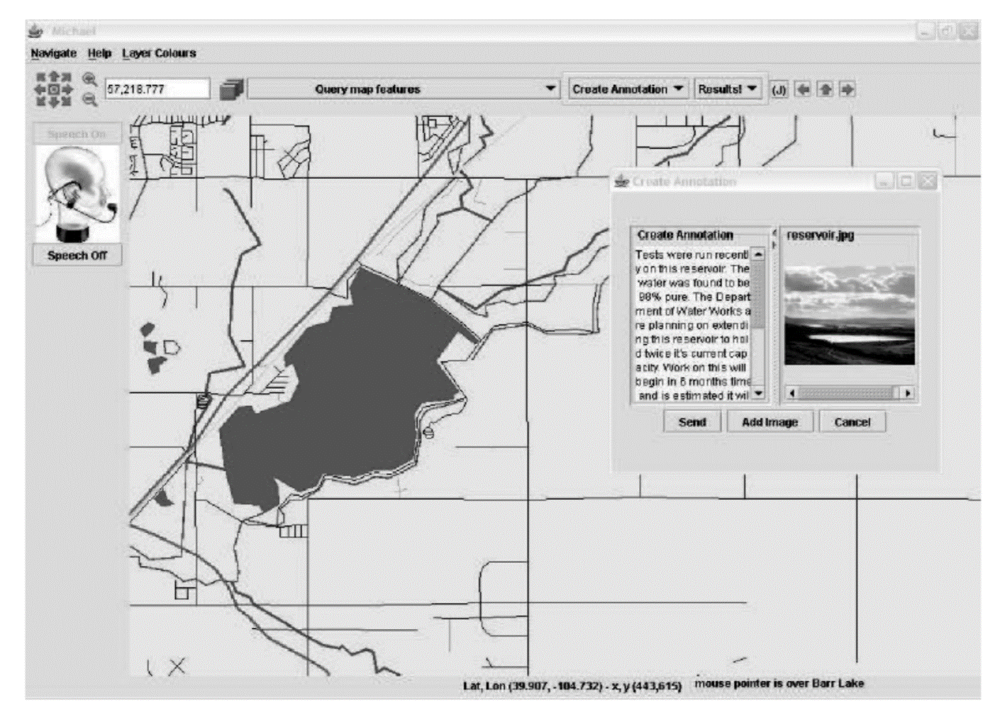 Michael
Navigate Help Layer Colours
57,218.777 Query map features Create Annotation Results! (J)
Speech On
Speech Off
Create Annotation
Create Annotation
Tests were run recentl
y on this reservoir. The
water was found to be
98% pure. The Depart
ment of Water Works a
re planning on extendi
ng this reservoir to hol
d twice it's current cap
acity. Work on this will
begin in 6 months time
and is estimated it wil
reservoir.jpg
Send Add Image Cancel
Lat, Lon (39.907, -104.732) - x, y (443,615) mouse pointer is over Barr Lake